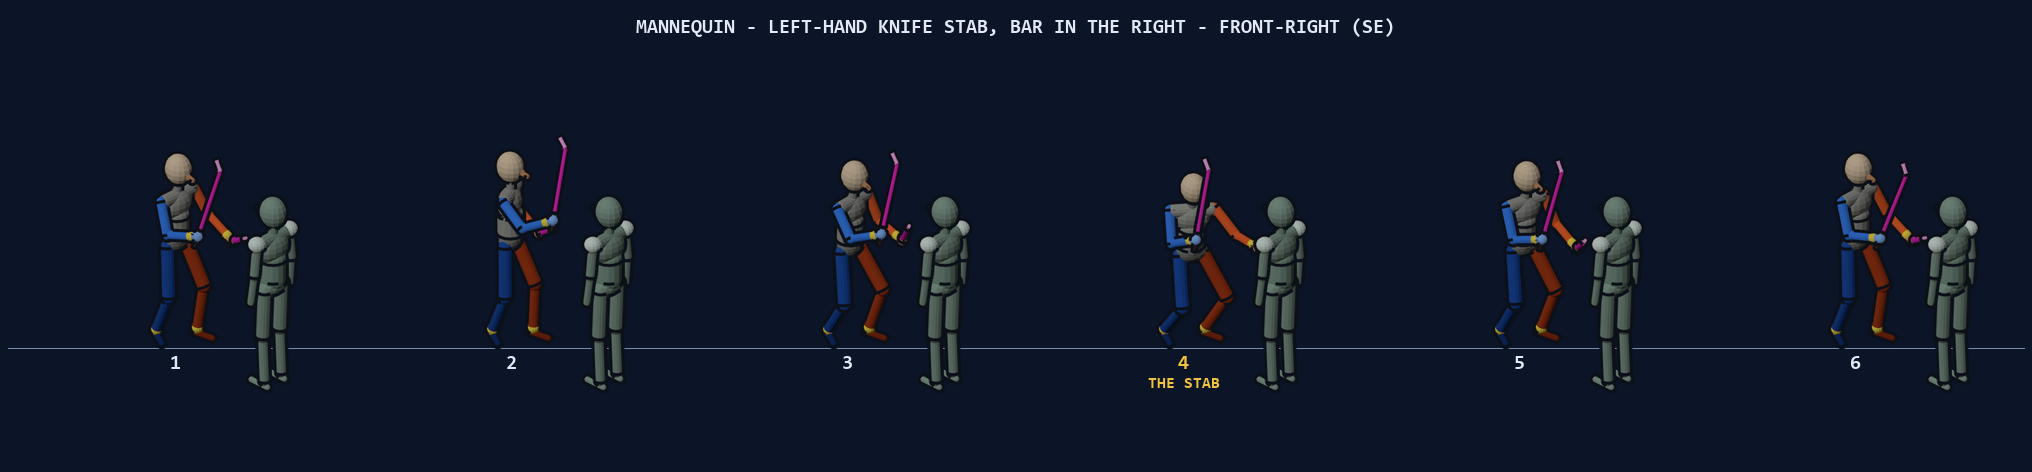 MANNEQUIN - LEFT-HAND KNIFE STAB, BAR IN THE RIGHT - FRONT-RIGHT (SE)
1 2 3 4 5 6
THE STAB